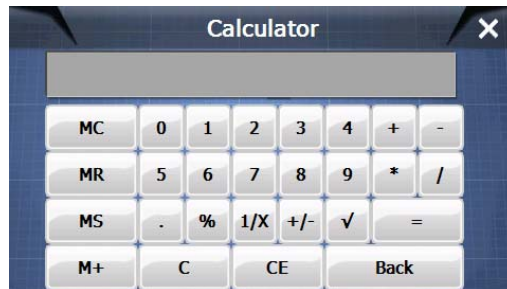 Calculator ×
MC 0 1 2 3 4 + -
MR 5 6 7 8 9 * /
MS . % 1/X +/- √ =
M+ C CE Back